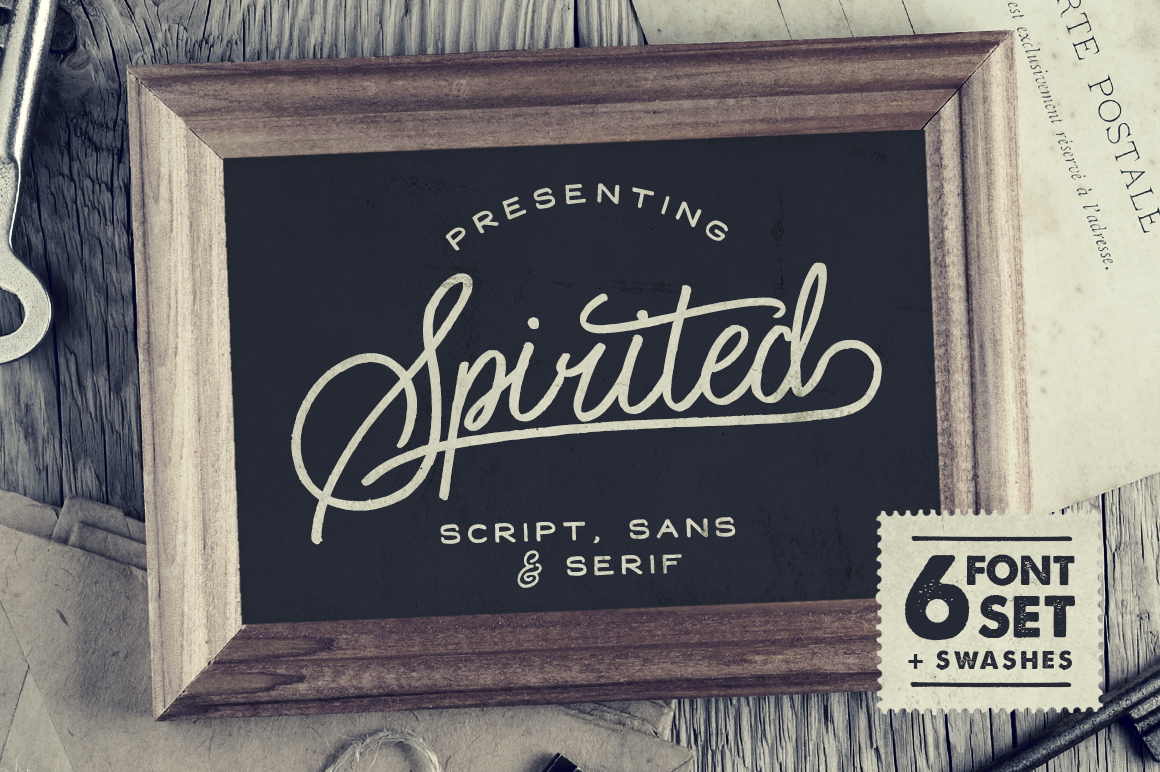 PRESENTING
Spirited
SCRIPT, SANS
& SERIF
6 FONT
SET
+ SWASHES
RTE POSTALE
est exclusivement réservé à l'adresse.